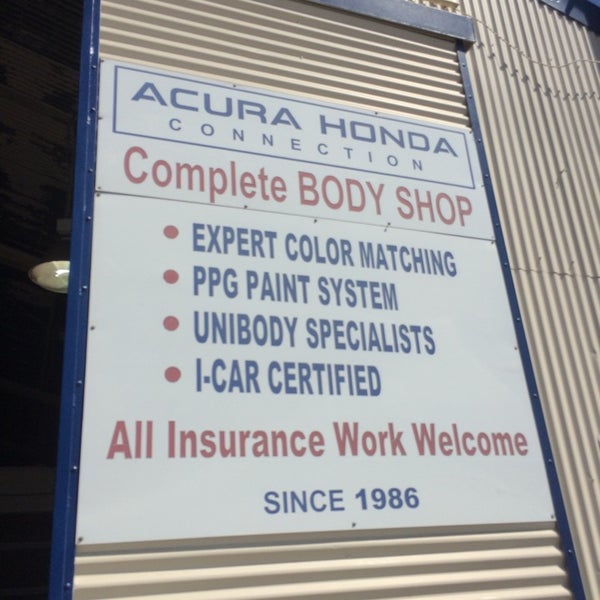 ACURA HONDA
CONNECTION
Complete BODY SHOP
• EXPERT COLOR MATCHING
• PPG PAINT SYSTEM
• UNIBODY SPECIALISTS
• I-CAR CERTIFIED
All Insurance Work Welcome
SINCE 1986